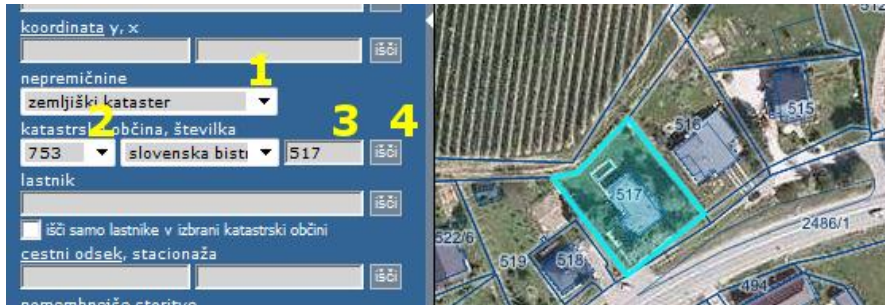 koordinata y, x
išči
nepremičnine
1
zemljiški kataster
2
3
4
katastrska občina, številka
753
slovenska bistr
517
išči
lastnik
išči
išči samo lastnike v izbrani katastrski občini
cestni odsek, stacionaža
išči
512
515
516
517
2486/1
522/6
519
518
494